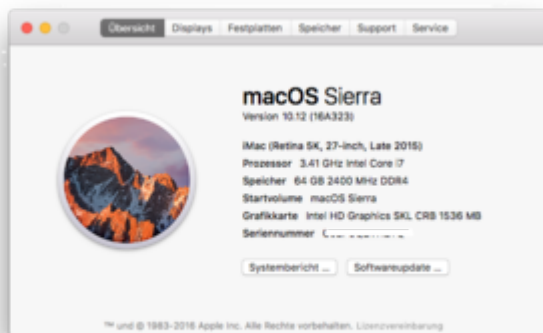 Übersicht Displays Festplatten Speicher Support Service
macOS Sierra
Version 10.12 (16A323)
iMac (Retina 5K, 27-inch, Late 2015)
Prozessor 3.41 GHz Intel Core i7
Speicher 64 GB 2400 MHz DDR4
Startvolume macOS Sierra
Grafikkarte Intel HD Graphics SKL CRB 1536 MB
Seriennummer
Systembericht ... Softwareupdate ...
™ und © 1983-2016 Apple Inc. Alle Rechte vorbehalten. Lizenzvereinbarung